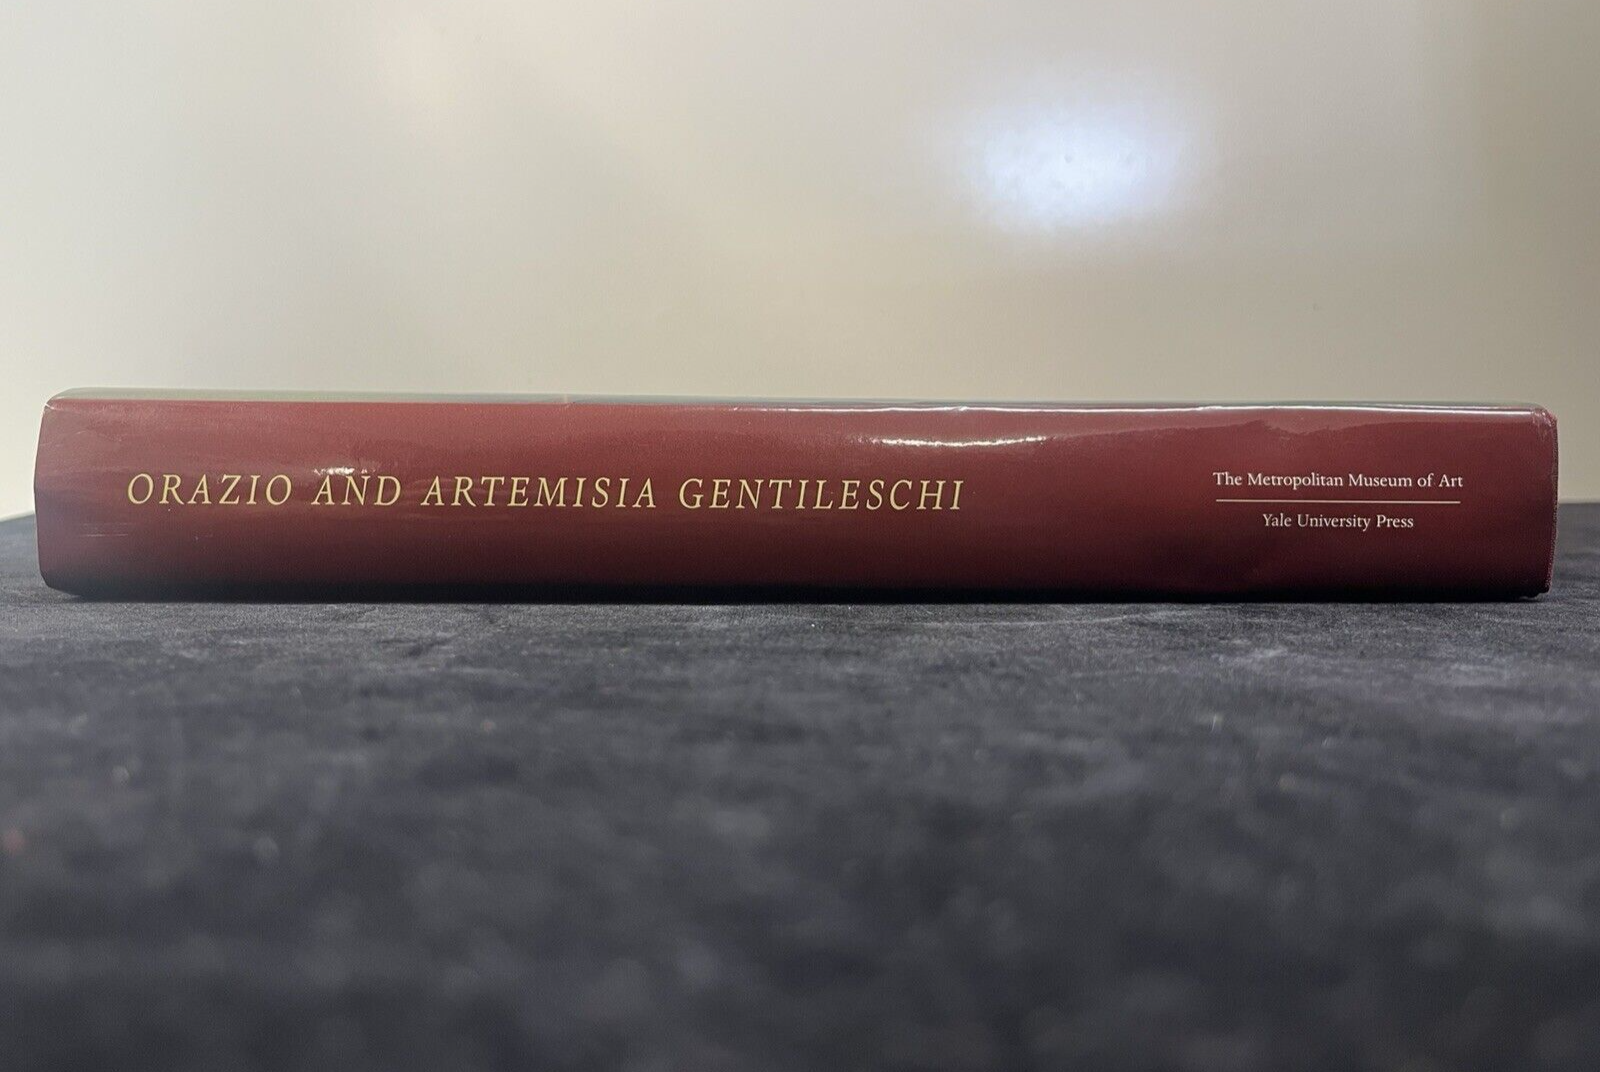 ORAZIO AND ARTEMISIA GENTILESCHI
The Metropolitan Museum of Art
Yale University Press